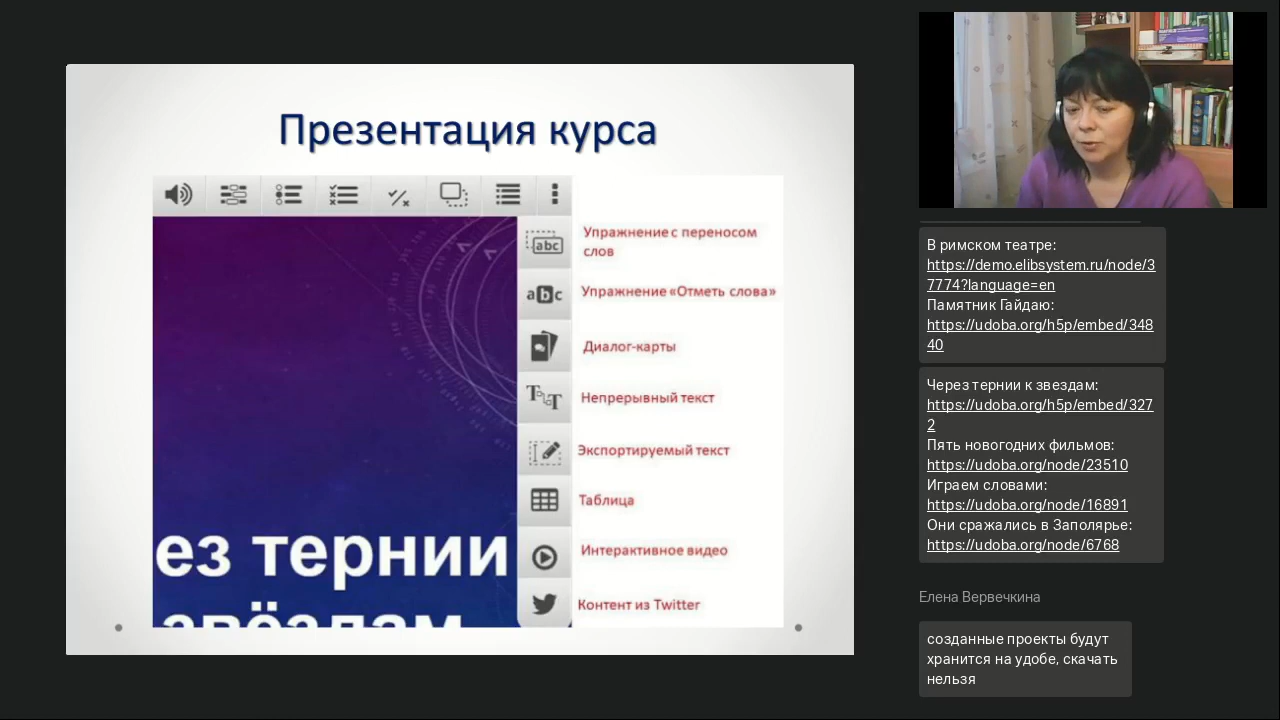 Презентация курса
abc
Упражнение с переносом
слов
abc
Упражнение «Отметь слова»
Диалог-карты
T T
Непрерывный текст
Экспортируемый текст
Таблица
Интерактивное видео
Контент из Twitter
ез тернии
звёздам
В римском театре:
https://demo.elibsystem.ru/node/3
7774?language=en
Памятник Гайдаю:
https://udoba.org/h5p/embed/348
40
Через тернии к звездам:
https://udoba.org/h5p/embed/327
2
Пять новогодних фильмов:
https://udoba.org/node/23510
Играем словами:
https://udoba.org/node/16891
Они сражались в Заполярье:
https://udoba.org/node/6768
Елена Вервечкина
созданные проекты будут
хранится на удобе, скачать
нельзя